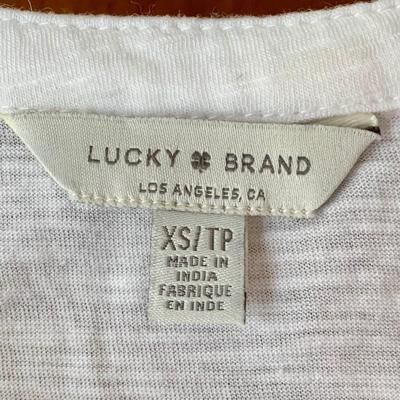 LUCKY BRAND
LOS ANGELES, CA
XS/TP
MADE IN
INDIA
FABRIQUE
EN INDE